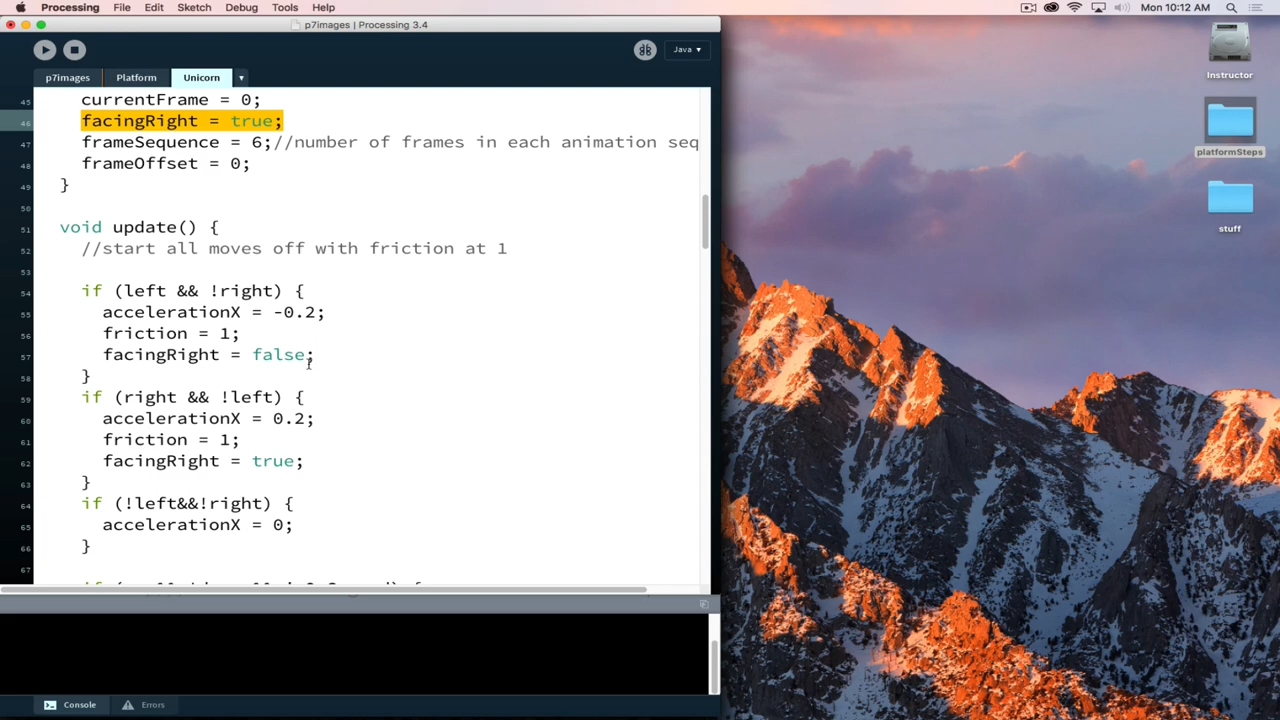 Processing File Edit Sketch Debug Tools Help Mon 10:12 AM
p7images | Processing 3.4
Java ▾
p7images Platform Unicorn ▾
45 currentFrame = 0;
46 facingRight = true;
47 frameSequence = 6;//number of frames in each animation seq
48 frameOffset = 0;
49 }
50
51 void update() {
52 //start all moves off with friction at 1
53
54 if (left && !right) {
55 accelerationX = -0.2;
56 friction = 1;
57 facingRight = false;
58 }
59 if (right && !left) {
60 accelerationX = 0.2;
61 friction = 1;
62 facingRight = true;
63 }
64 if (!left&&!right) {
65 accelerationX = 0;
66 }
67
Console Errors
Instructor
platformSteps
stuff